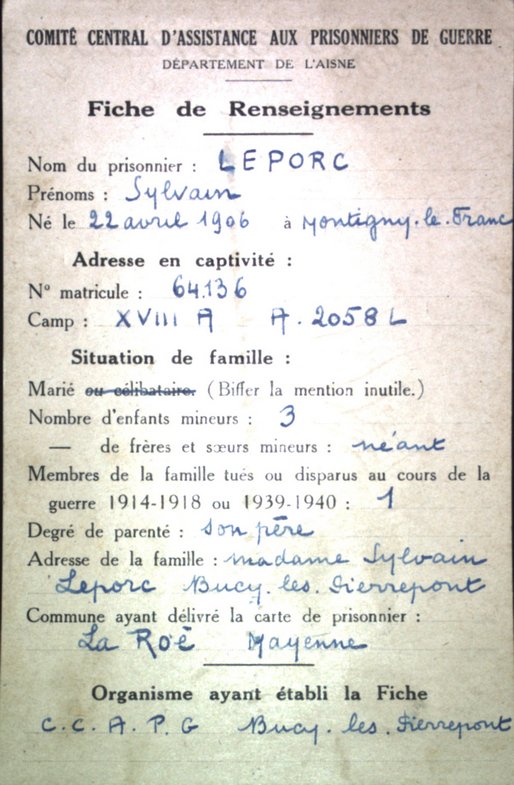 COMITÉ CENTRAL D'ASSISTANCE AUX PRISONNIERS DE GUERRE
DÉPARTEMENT DE L'AISNE
Fiche de Renseignements
Nom du prisonnier : LEPORC
Prénoms : Sylvain
Né le 22 avril 1906 à Montigny-le-Franc
Adresse en captivité :
N° matricule : 64.136
Camp : XVIII A A. 2058 L
Situation de famille :
Marié ou célibataire. (Biffer la mention inutile.)
Nombre d'enfants mineurs : 3
— de frères et sœurs mineurs : néant
Membres de la famille tués ou disparus au cours de la
guerre 1914-1918 ou 1939-1940 : 1
Degré de parenté : son père
Adresse de la famille : madame Sylvain
Leporc Bucy-les-Pierrepont
Commune ayant délivré la carte de prisonnier :
La Roë Mayenne
Organisme ayant établi la Fiche
C. C. A. P. G Bucy-les-Pierrepont